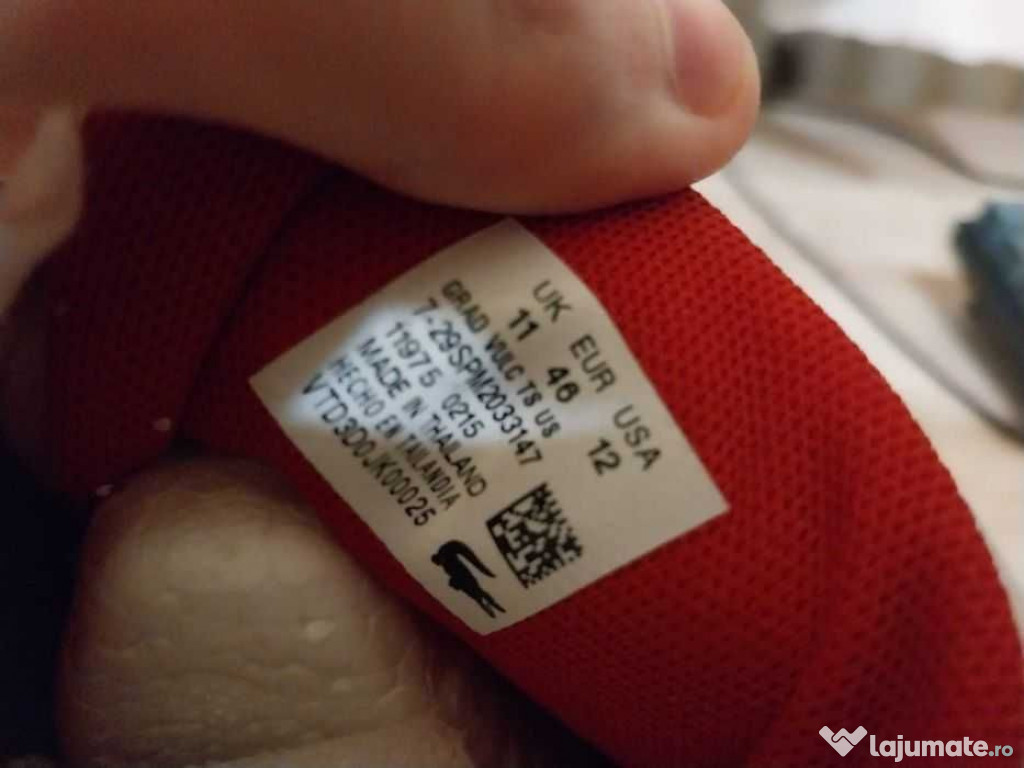 UK EUR USA
11 46 12
GRAD VULC TS US
7-29SPM2033147
11975 0215
MADE IN THAILAND
HECHO EN TAILANDIA
VTD3D0JK00025
lajumate.ro